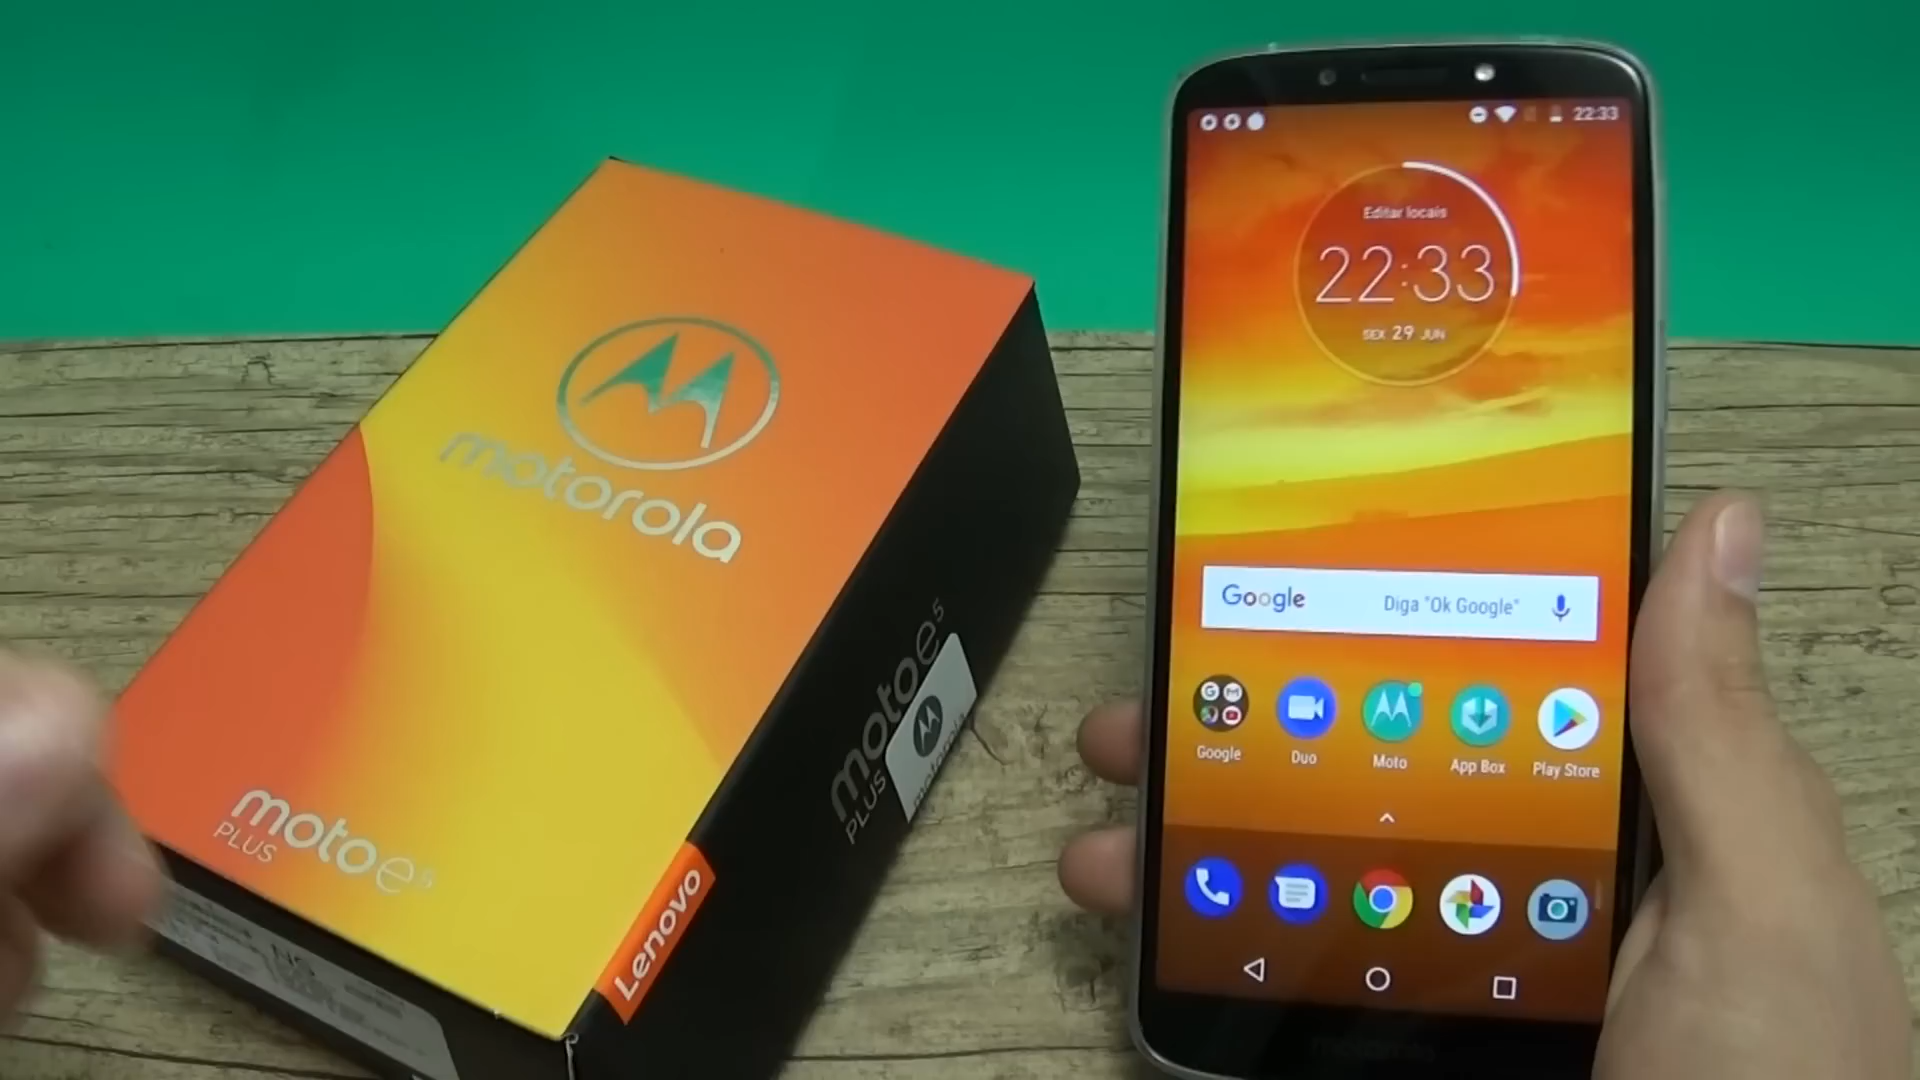 motorola
moto e5
PLUS
Lenovo
moto e5
PLUS
motorola
22:33
Editar locais
22:33
SEX 29 JUN
Google Diga "Ok Google"
Google Duo Moto App Box Play Store